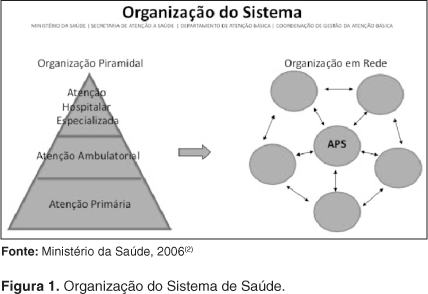 Organização do Sistema
MINISTÉRIO DA SAÚDE | SECRETARIA DE ATENÇÃO A SAÚDE | DEPARTAMENTO DE ATENÇÃO BÁSICA | COORDENAÇÃO DE GESTÃO DA ATENÇÃO BÁSICA
Organização Piramidal
Atenção
Hospitalar
Especializada
Atenção Ambulatorial
Atenção Primária
Organização em Rede
APS
Fonte: Ministério da Saúde, 2006(2)
Figura 1. Organização do Sistema de Saúde.